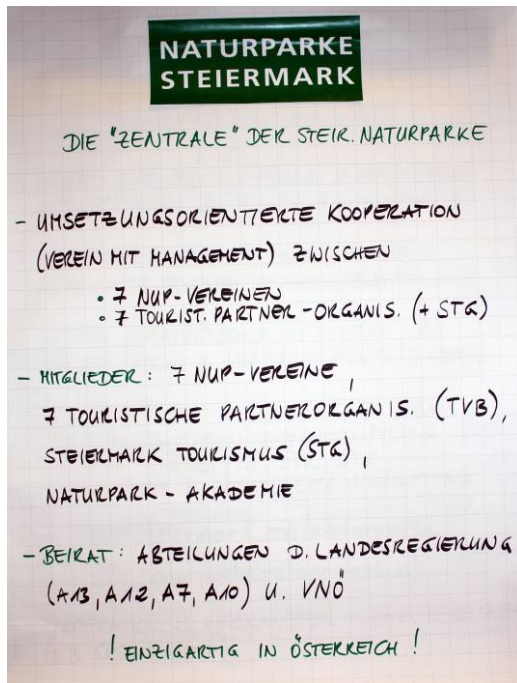 NATURPARKE
STEIERMARK
DIE "ZENTRALE" DER STEIR. NATURPARKE
- UMSETZUNGSORIENTIERTE KOOPERATION
(VEREIN MIT MANAGEMENT) ZWISCHEN
• 7 NUP-VEREINEN
• 7 TOURIST. PARTNER-ORGANIS. (+ STG)
- MITGLIEDER: 7 NUP-VEREINE,
7 TOURISTISCHE PARTNERORGANIS. (TVB),
STEIERMARK TOURISMUS (STG),
NATURPARK - AKADEMIE
- BEIRAT: ABTEILUNGEN D. LANDESREGIERUNG
(A13, A12, A7, A10) U. VNÖ
! EINZIGARTIG IN ÖSTERREICH !